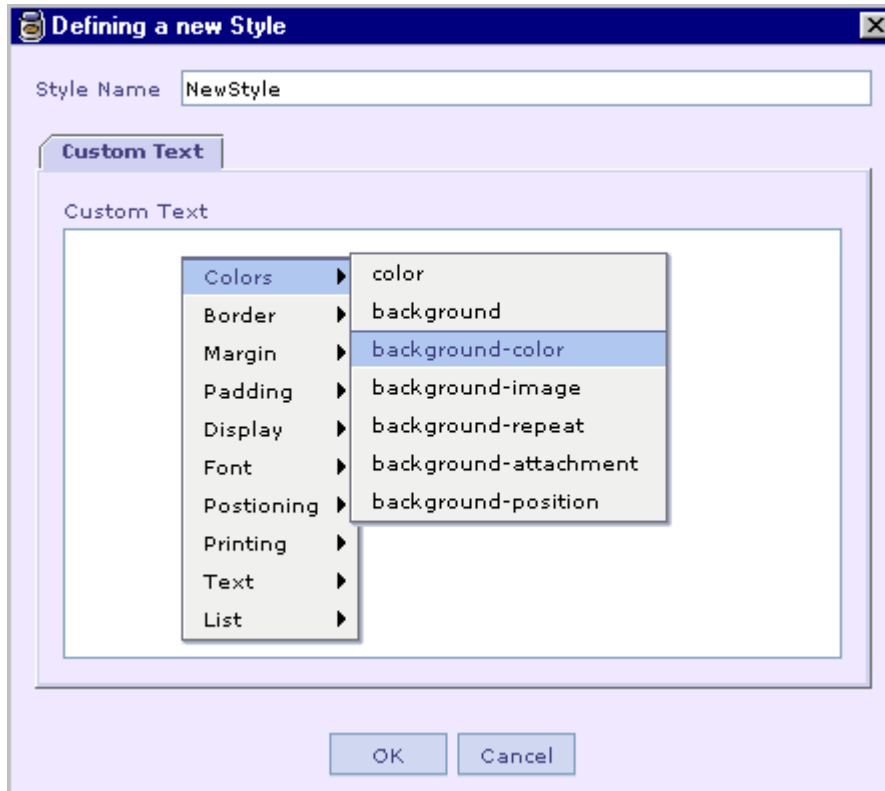 Defining a new Style
Style Name NewStyle
Custom Text
Custom Text
Colors
Border
Margin
Padding
Display
Font
Postioning
Printing
Text
List
color
background
background-color
background-image
background-repeat
background-attachment
background-position
OK Cancel